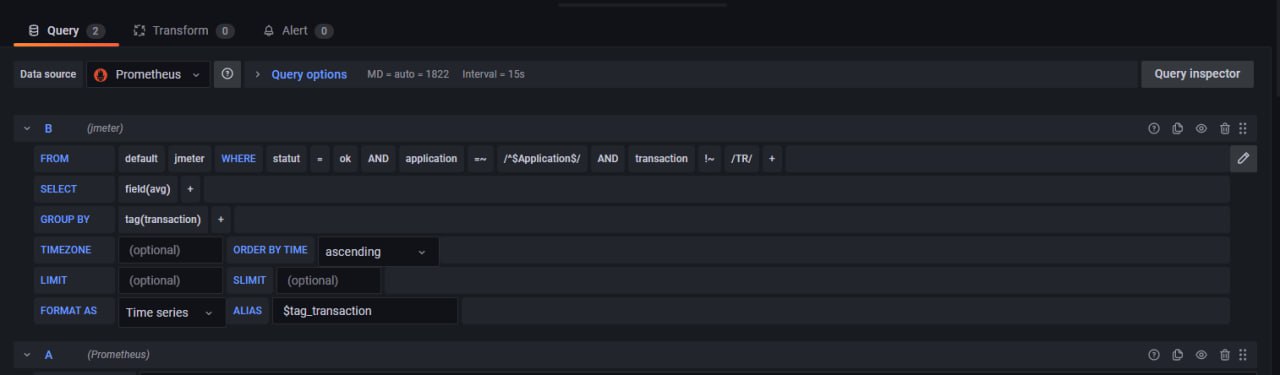 Query 2 Transform 0 Alert 0
Data source Prometheus Query options MD = auto = 1822 Interval = 15s Query inspector
B (jmeter)
FROM default jmeter WHERE statut = ok AND application =~ /^$Application$/ AND transaction !~ /TR/ +
SELECT field(avg) +
GROUP BY tag(transaction) +
TIMEZONE (optional) ORDER BY TIME ascending
LIMIT (optional) SLIMIT (optional)
FORMAT AS Time series ALIAS $tag_transaction
A (Prometheus)